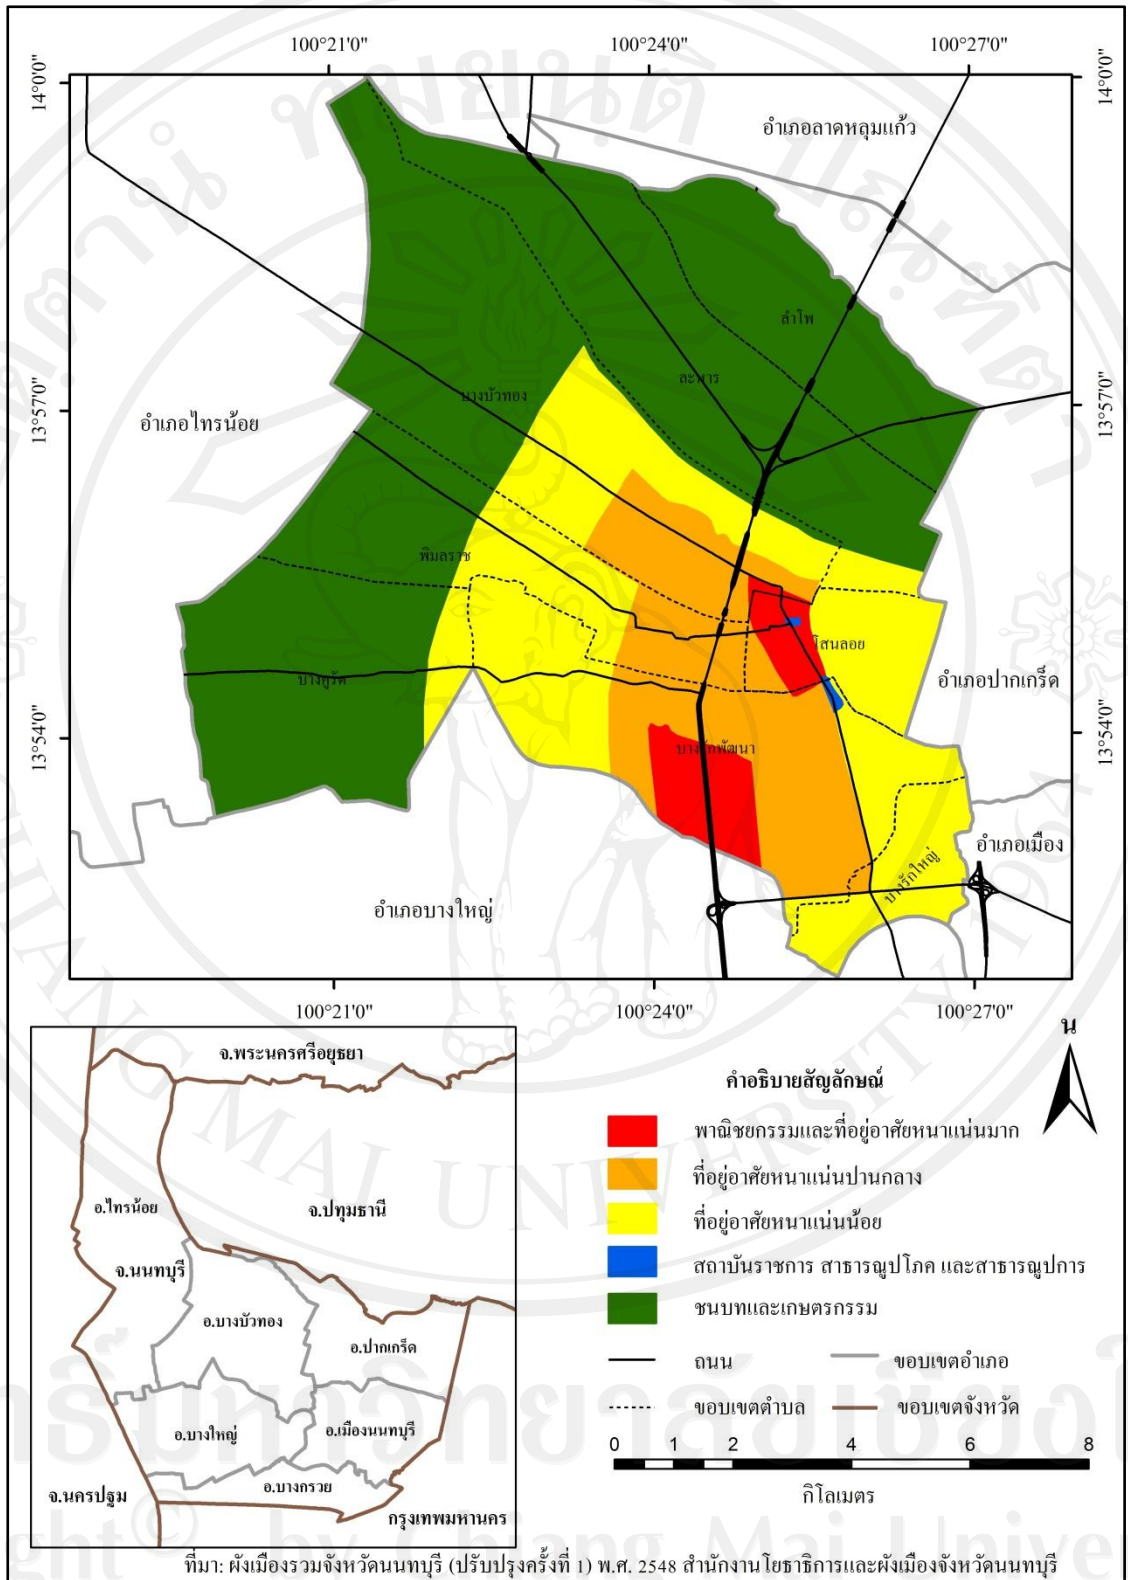 100°21'0" 100°24'0" 100°27'0"
14°0'0" 14°0'0"
อำเภอลาดหลุมแก้ว
ลำโพ
ละหาร
บางบัวทอง
13°57'0" 13°57'0"
อำเภอไทรน้อย
พิมลราช
โสนลอย
บางคูรัด
อำเภอปากเกร็ด
13°54'0" 13°54'0"
บางรักพัฒนา
อำเภอเมือง
บางรักใหญ่
อำเภอบางใหญ่
100°21'0" 100°24'0" 100°27'0"
น
จ.พระนครศรีอยุธยา
อ.ไทรน้อย
จ.ปทุมธานี
จ.นนทบุรี
อ.บางบัวทอง
อ.ปากเกร็ด
อ.บางใหญ่
อ.เมืองนนทบุรี
อ.บางกรวย
จ.นครปฐม
กรุงเทพมหานคร
คำอธิบายสัญลักษณ์
พาณิชยกรรมและที่อยู่อาศัยหนาแน่นมาก
ที่อยู่อาศัยหนาแน่นปานกลาง
ที่อยู่อาศัยหนาแน่นน้อย
สถาบันราชการ สาธารณูปโภค และสาธารณูปการ
ชนบทและเกษตรกรรม
ถนน ขอบเขตอำเภอ
ขอบเขตตำบล ขอบเขตจังหวัด
0 1 2 4 6 8
กิโลเมตร
ที่มา: ผังเมืองรวมจังหวัดนนทบุรี (ปรับปรุงครั้งที่ 1) พ.ศ. 2548 สำนักงานโยธาธิการและผังเมืองจังหวัดนนทบุรี
CHIANG MAI UNIVERSITY 1964
by Chiang Mai